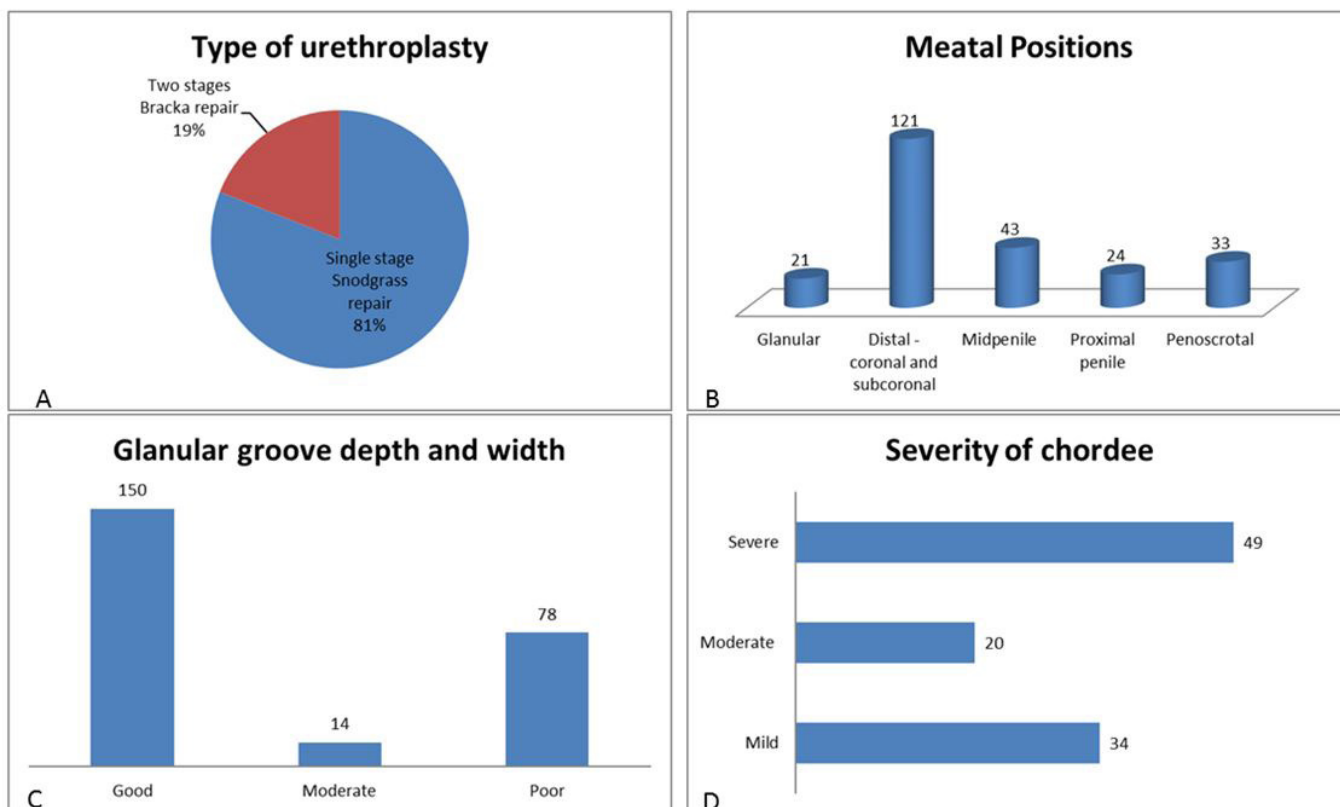 Type of urethroplasty
Two stages
Bracka repair
19%
Single stage
Snodgrass
repair
81%
A
Meatal Positions
121
43
33
24
21
Glanular
Distal -
coronal and
subcoronal
Midpenile
Proximal
penile
Penoscrotal
B
Glanular groove depth and width
150
14
78
Good
Moderate
Poor
C
Severity of chordee
Severe
49
Moderate
20
Mild
34
D